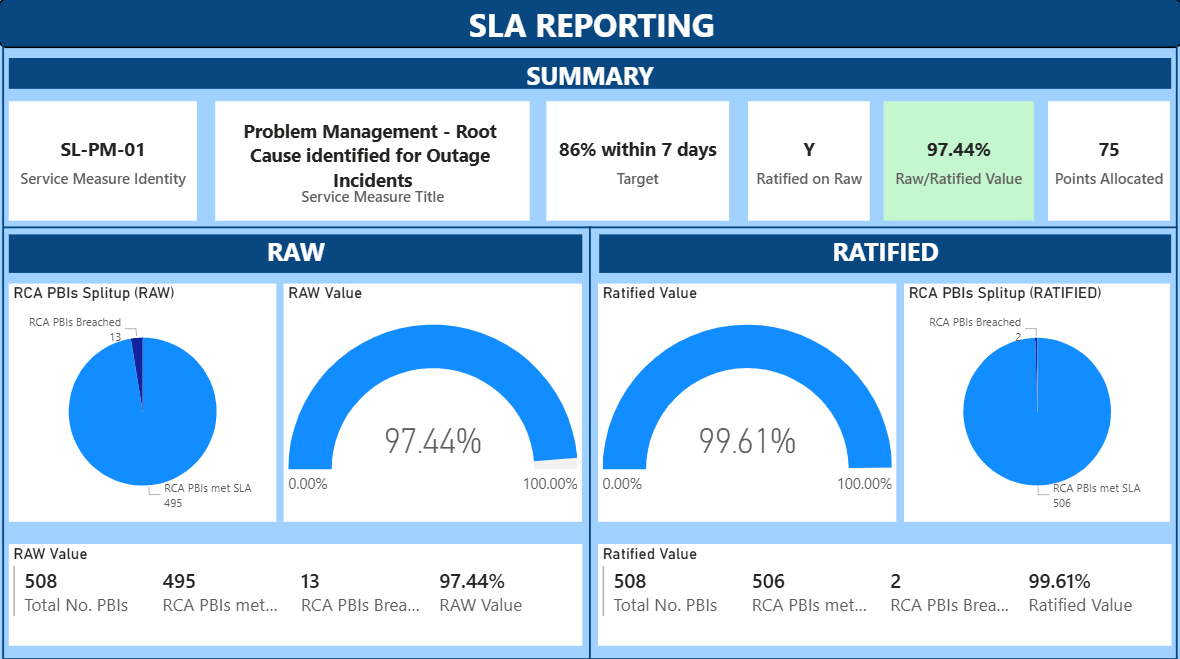 SLA REPORTING
SUMMARY
SL-PM-01
Service Measure Identity
Problem Management - Root
Cause identified for Outage
Incidents
Service Measure Title
86% within 7 days
Target
Y
Ratified on Raw
97.44%
Raw/Ratified Value
75
Points Allocated
RAW
RCA PBIs Splitup (RAW)
RCA PBIs Breached
13
RCA PBIs met SLA
495
RAW Value
97.44%
0.00%
100.00%
RAW Value
508
Total No. PBIs
495
RCA PBIs met...
13
RCA PBIs Brea...
97.44%
RAW Value
RATIFIED
Ratified Value
99.61%
0.00%
100.00%
RCA PBIs Splitup (RATIFIED)
RCA PBIs Breached
2
RCA PBIs met SLA
506
Ratified Value
508
Total No. PBIs
506
RCA PBIs met...
2
RCA PBIs Brea...
99.61%
Ratified Value